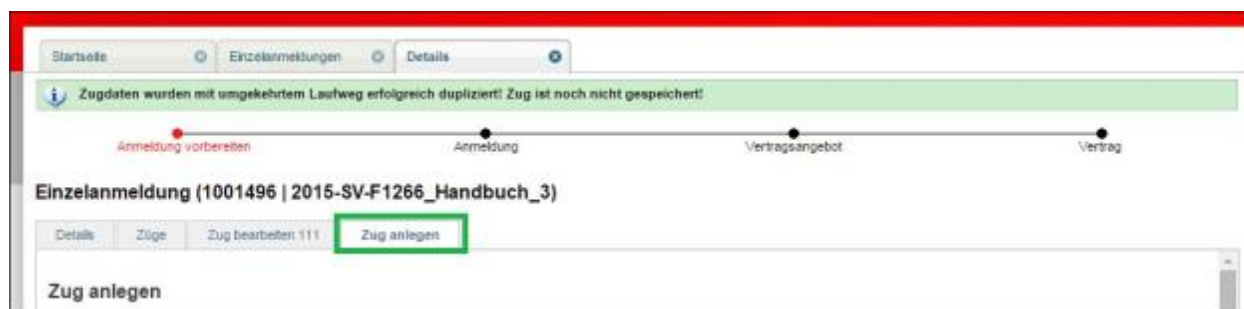 Startseite Einzelanmeldungen Details
Zugdaten wurden mit umgekehrtem Laufweg erfolgreich dupliziert! Zug ist noch nicht gespeichert!
Anmeldung vorbereiten Anmeldung Vertragsangebot Vertrag
Einzelanmeldung (1001496 | 2015-SV-F1266_Handbuch_3)
Details Züge Zug bearbeiten 111 Zug anlegen
Zug anlegen